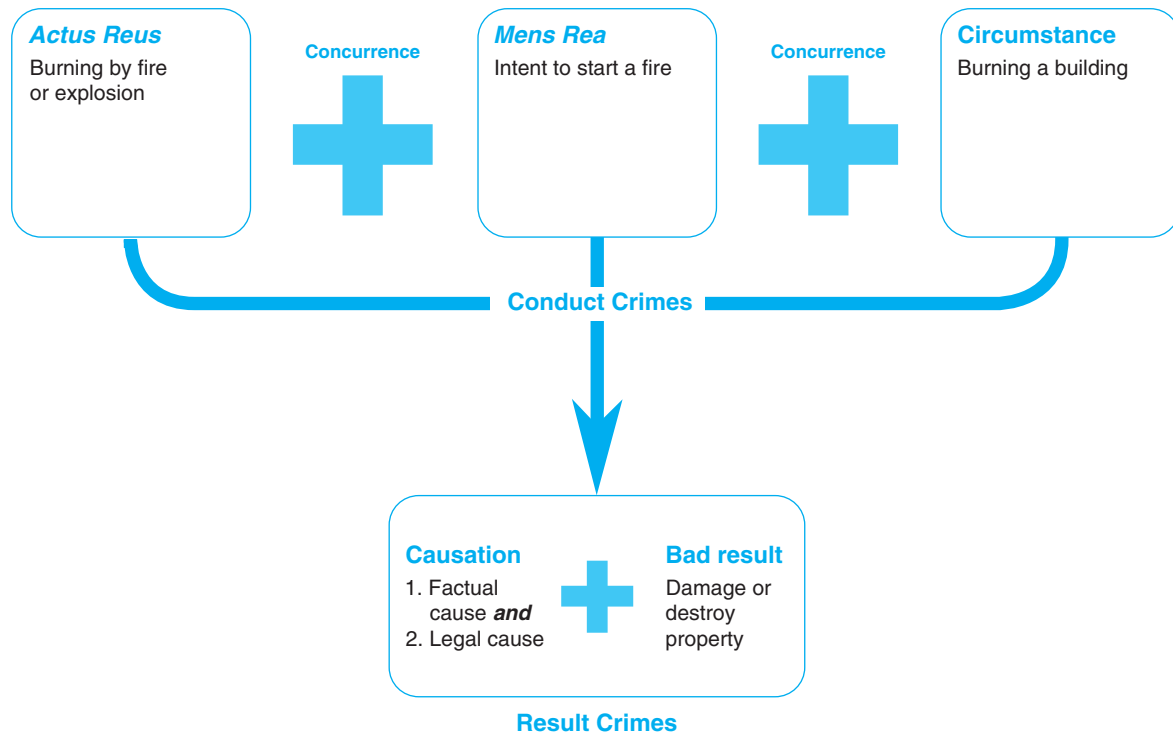 Actus Reus
Burning by fire
or explosion
Concurrence
Mens Rea
Intent to start a fire
Concurrence
Circumstance
Burning a building
Conduct Crimes
Causation
1. Factual
cause and
2. Legal cause
Bad result
Damage or
destroy
property
Result Crimes